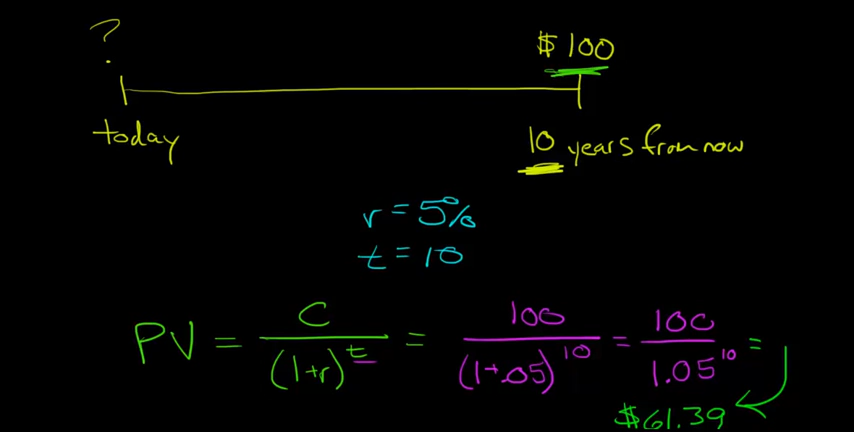 ?
$100
today
10 years from now
r = 5%
t = 10
PV = C / (1+r)^t = 100 / (1+.05)^10 = 100 / 1.05^10 =
$61.39